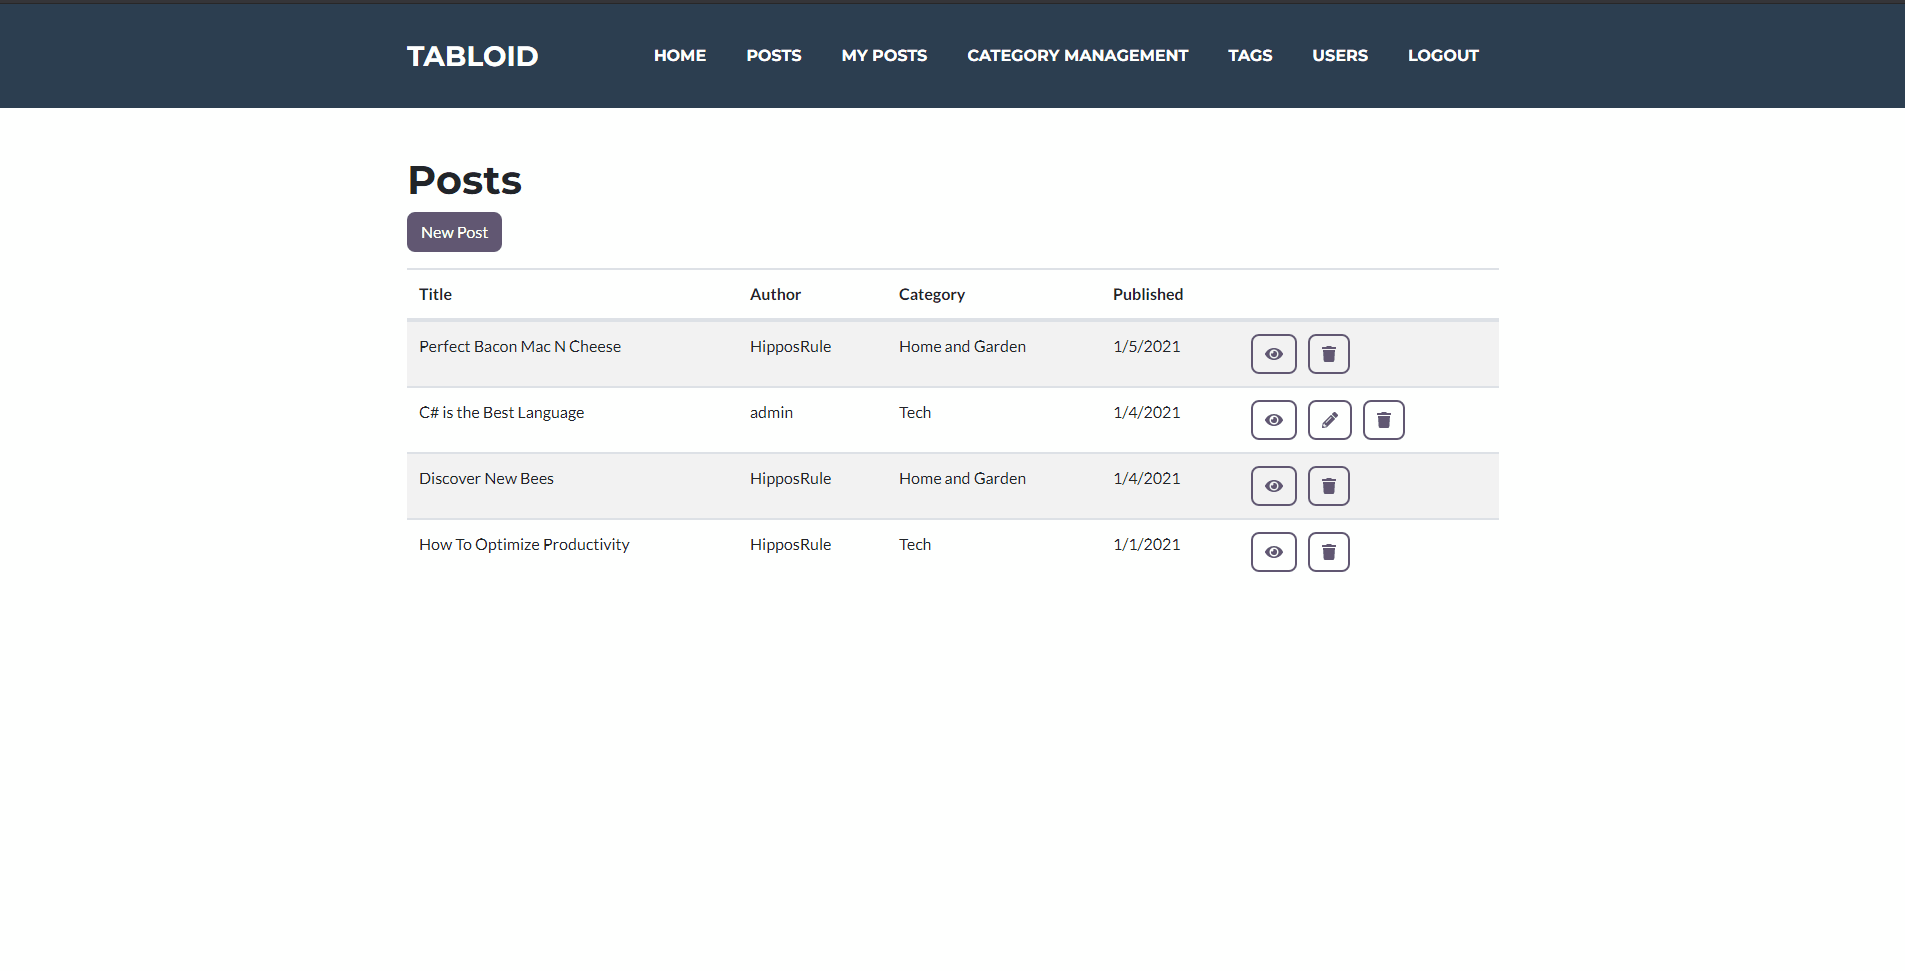 TABLOID HOME POSTS MY POSTS CATEGORY MANAGEMENT TAGS USERS LOGOUT
Posts
New Post
Title Author Category Published
Perfect Bacon Mac N Cheese HipposRule Home and Garden 1/5/2021
C# is the Best Language admin Tech 1/4/2021
Discover New Bees HipposRule Home and Garden 1/4/2021
How To Optimize Productivity HipposRule Tech 1/1/2021